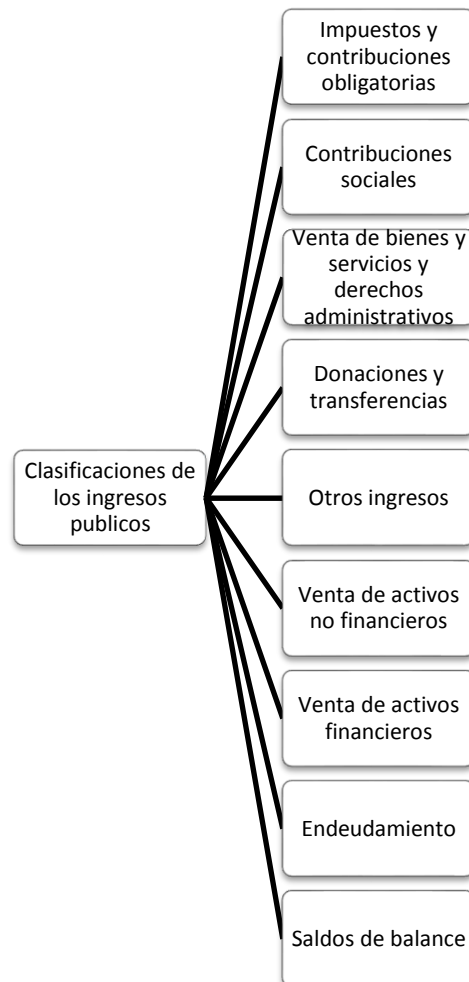 Impuestos y
contribuciones
obligatorias
Contribuciones
sociales
Venta de bienes y
servicios y
derechos
administrativos
Donaciones y
transferencias
Clasificaciones de
los ingresos
publicos
Otros ingresos
Venta de activos
no financieros
Venta de activos
financieros
Endeudamiento
Saldos de balance